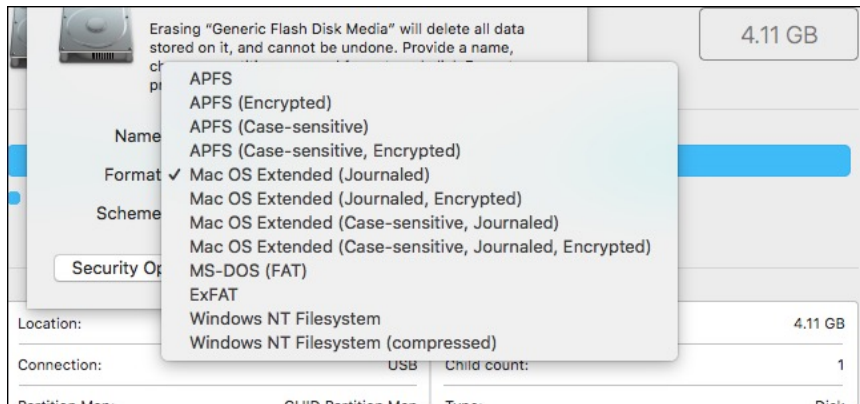 Erasing “Generic Flash Disk Media” will delete all data
stored on it, and cannot be undone. Provide a name,
4.11 GB
APFS
APFS (Encrypted)
APFS (Case-sensitive)
APFS (Case-sensitive, Encrypted)
Name
Format ✓ Mac OS Extended (Journaled)
Mac OS Extended (Journaled, Encrypted)
Scheme
Mac OS Extended (Case-sensitive, Journaled)
Mac OS Extended (Case-sensitive, Journaled, Encrypted)
Security Op
MS-DOS (FAT)
ExFAT
Windows NT Filesystem
Windows NT Filesystem (compressed)
Location:
4.11 GB
Connection: USB
Child count: 1